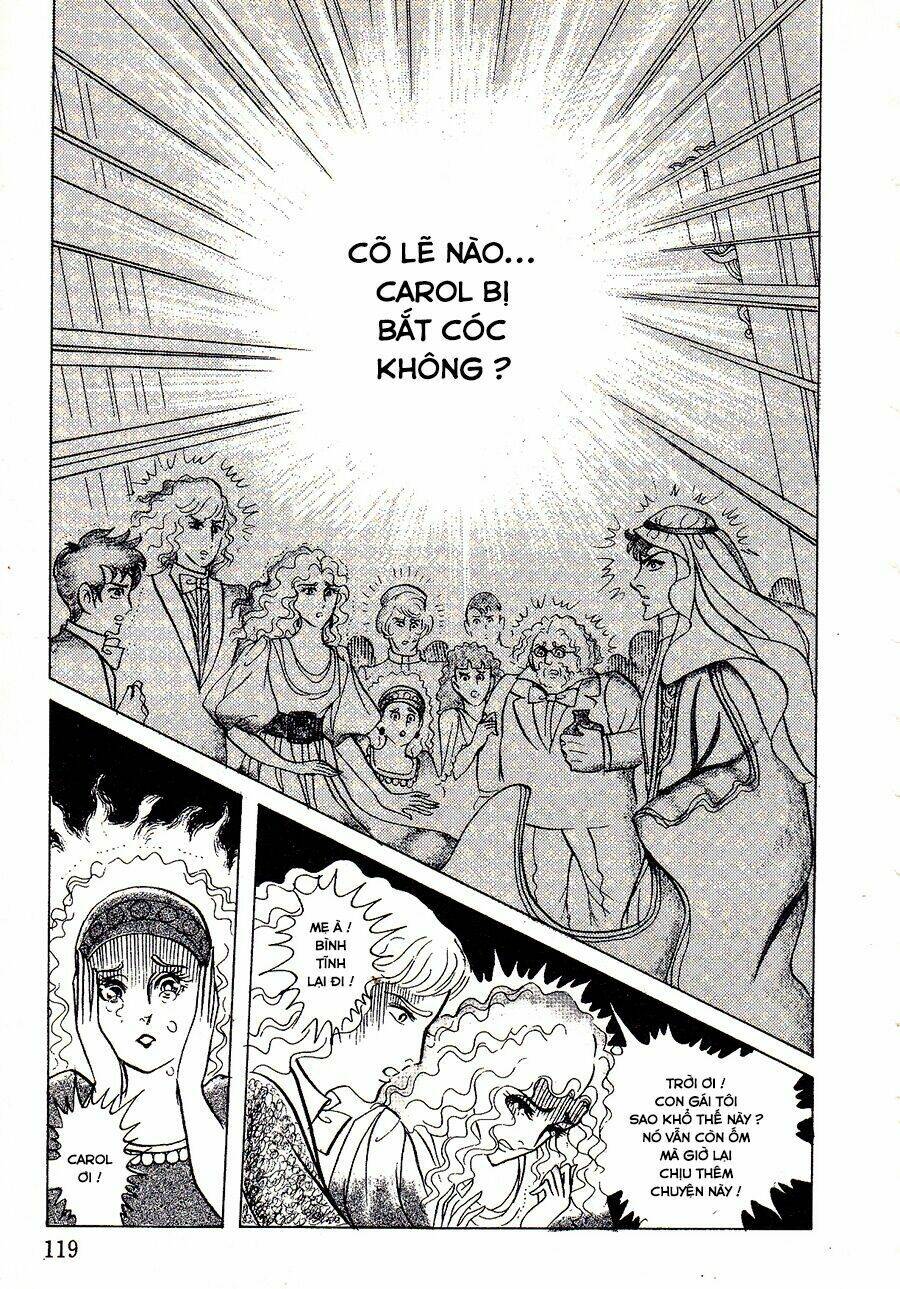 CÕ LẼ NÀO...
CAROL BỊ
BẮT CÓC
KHÔNG ?
CAROL
ƠI !
MẸ À !
BÌNH
TĨNH
LẠI ĐI !
TRỜI ƠI !
CON GÁI TÔI
SAO KHỔ THẾ NÀY ?
NÓ VẪN CÒN ỐM
MÀ GIỜ LẠI
CHỊU THÊM
CHUYỆN NÀY !
119